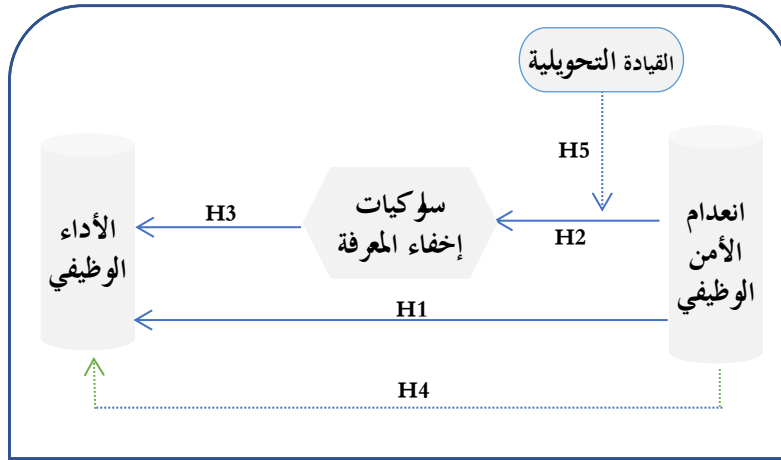 القيادة التحويلية
H5
انعدام
الأمن
الوظيفي
H2
سلوكيات
إخفاء المعرفة
H3
الأداء
الوظيفي
H1
H4